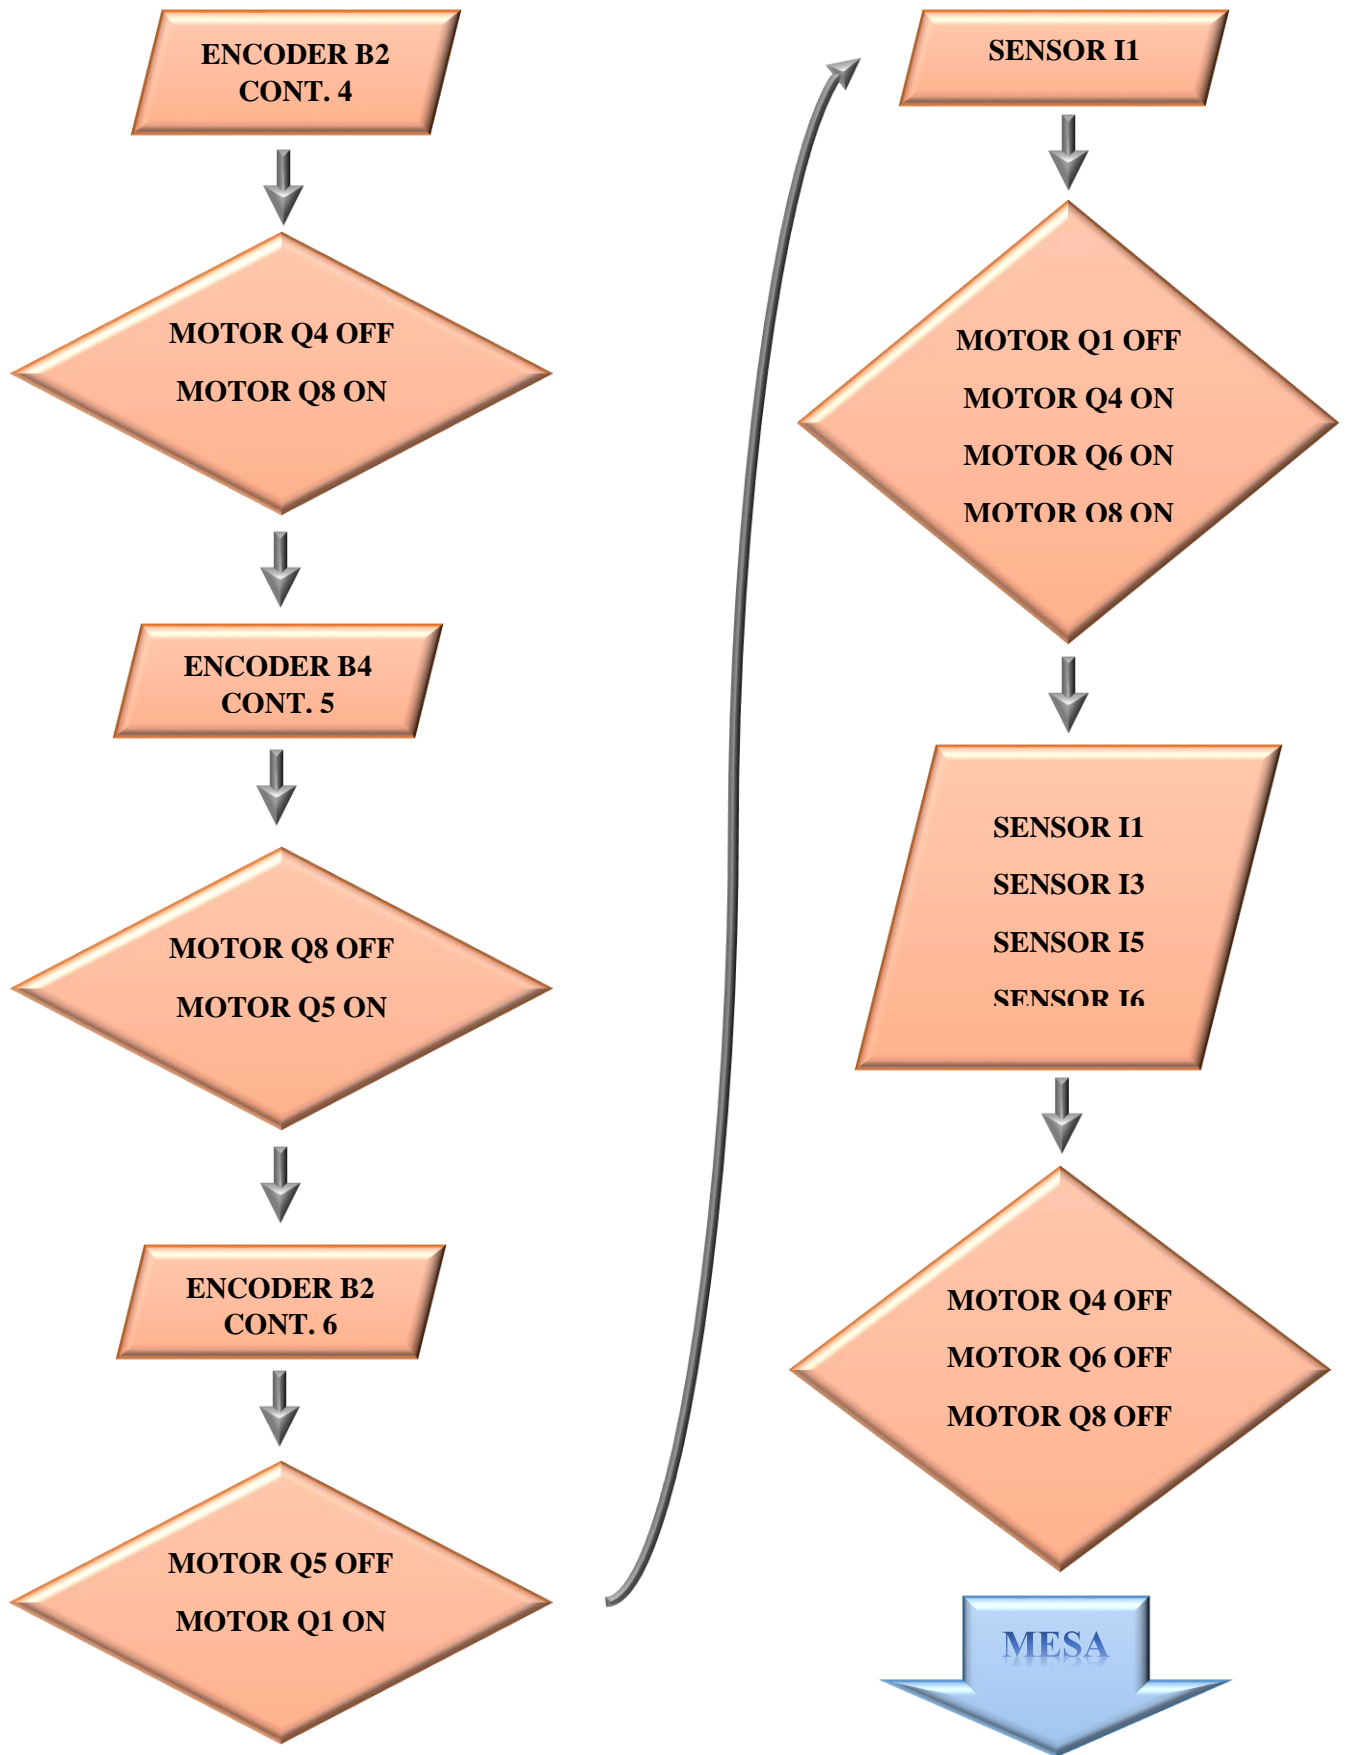 ENCODER B2
CONT. 4
MOTOR Q4 OFF
MOTOR Q8 ON
ENCODER B4
CONT. 5
MOTOR Q8 OFF
MOTOR Q5 ON
ENCODER B2
CONT. 6
MOTOR Q5 OFF
MOTOR Q1 ON
SENSOR I1
MOTOR Q1 OFF
MOTOR Q4 ON
MOTOR Q6 ON
MOTOR Q8 ON
SENSOR I1
SENSOR I3
SENSOR I5
SENSOR I6
MOTOR Q4 OFF
MOTOR Q6 OFF
MOTOR Q8 OFF
MESA